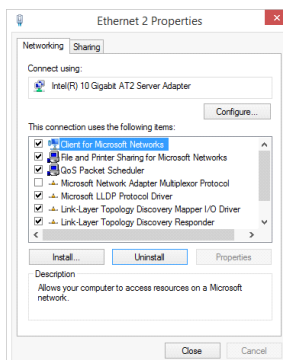 Ethernet 2 Properties
Networking
Sharing
Connect using:
Intel(R) 10 Gigabit AT2 Server Adapter
Configure...
This connection uses the following items:
Client for Microsoft Networks
File and Printer Sharing for Microsoft Networks
QoS Packet Scheduler
Microsoft Network Adapter Multiplexor Protocol
Microsoft LLDP Protocol Driver
Link-Layer Topology Discovery Mapper I/O Driver
Link-Layer Topology Discovery Responder
Install...
Uninstall
Properties
Description
Allows your computer to access resources on a Microsoft
network.
Close
Cancel